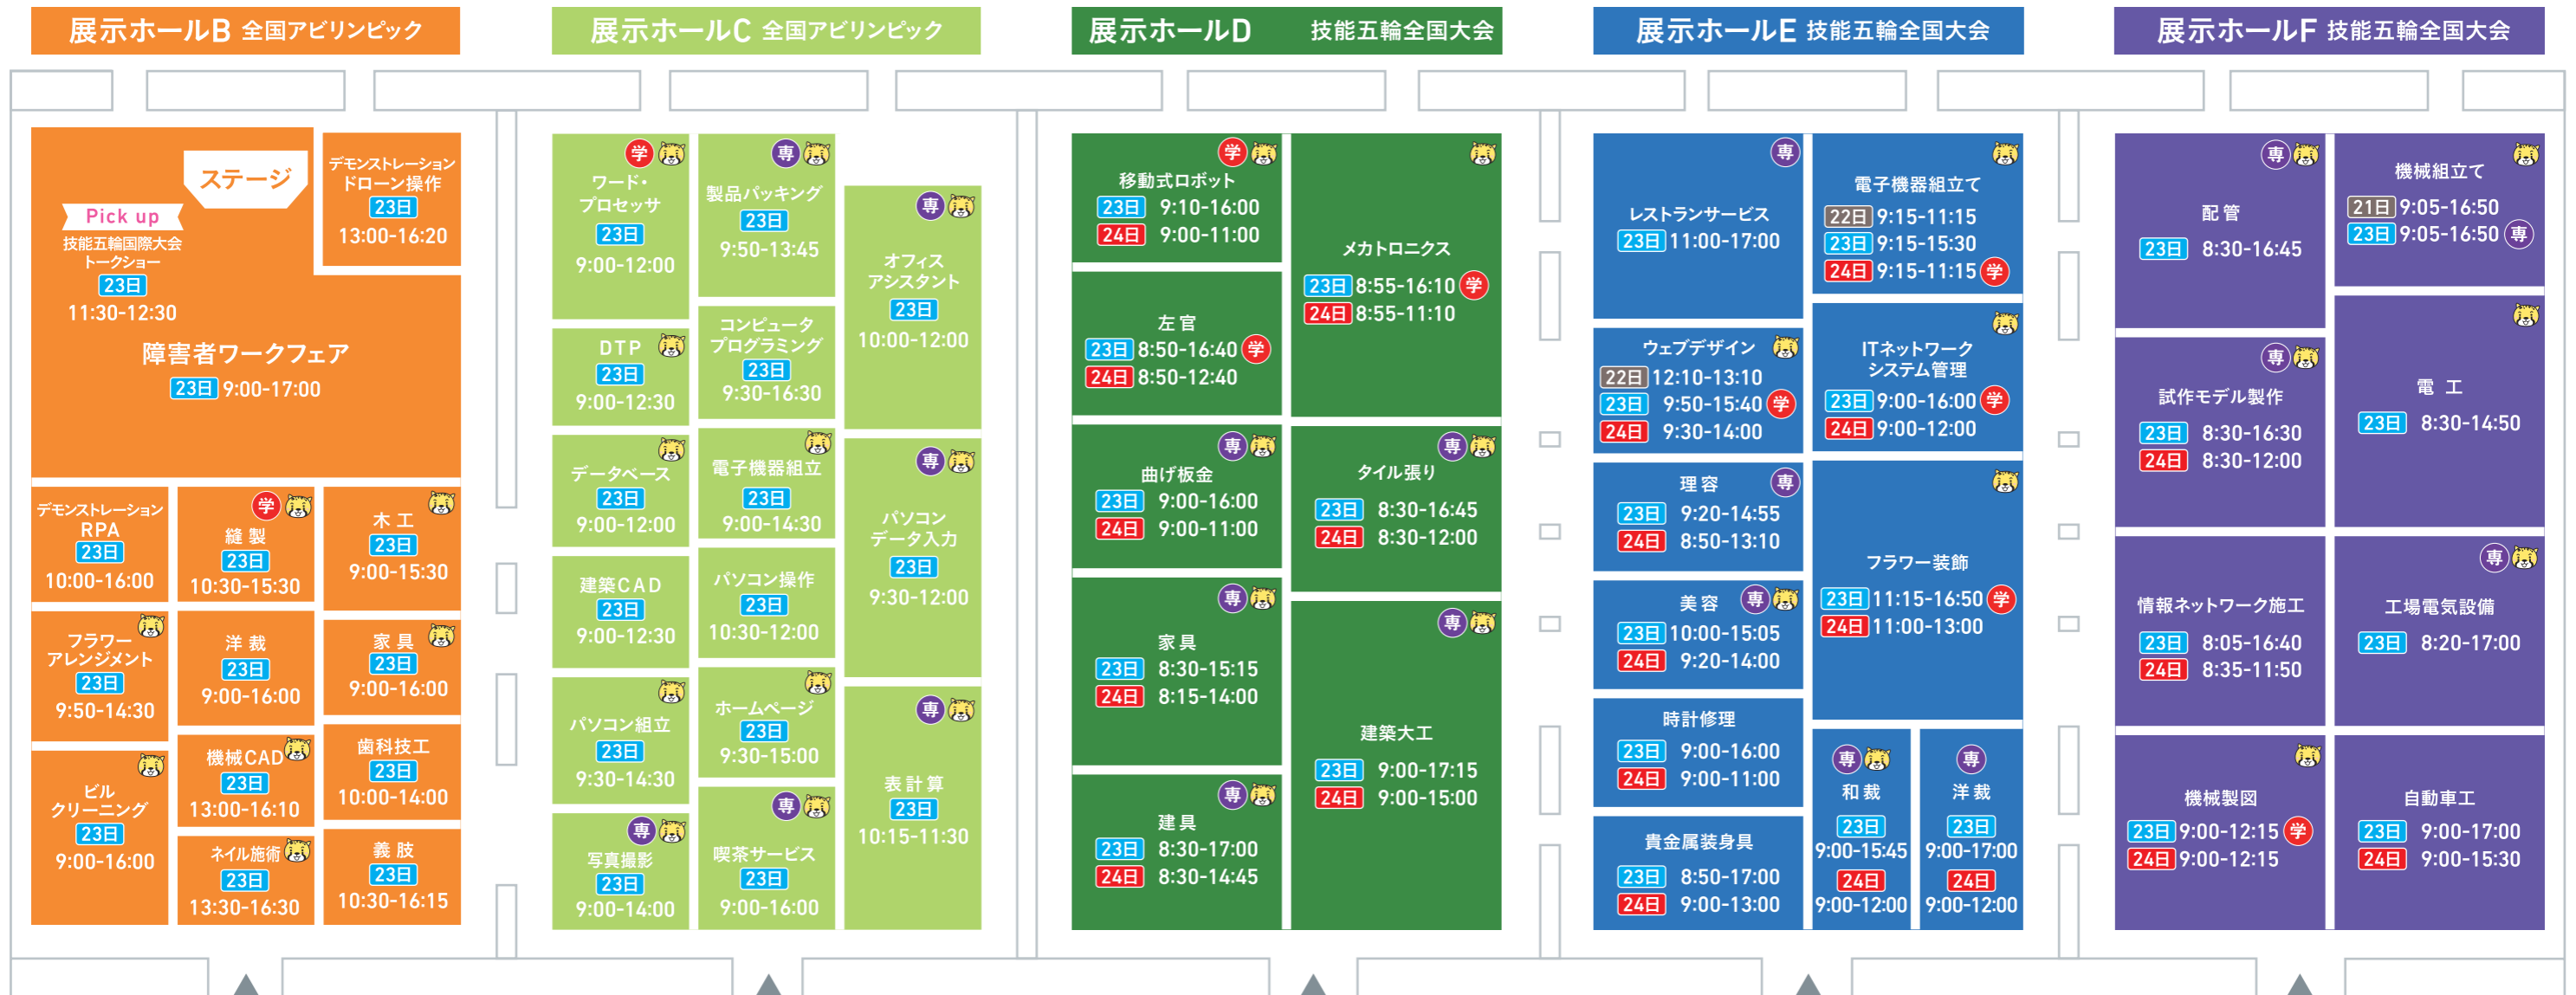 展示ホールB 全国アビリンピック
ステージ
Pick up
技能五輪国際大会
トークショー
23日
11:30-12:30
障害者ワークフェア
23日 9:00-17:00
デモンストレーション
ドローン操作
23日
13:00-16:20
デモンストレーション
RPA
23日
10:00-16:00
学
縫製
23日
10:30-15:30
木工
23日
9:00-15:30
フラワー
アレンジメント
23日
9:50-14:30
洋裁
23日
9:00-16:00
家具
23日
9:00-16:00
ビル
クリーニング
23日
9:00-16:00
機械CAD
23日
13:00-16:10
歯科技工
23日
10:00-14:00
ネイル施術
23日
13:30-16:30
義肢
23日
10:30-16:15
展示ホールC 全国アビリンピック
学
ワード・
プロセッサ
23日
9:00-12:00
専
製品パッキング
23日
9:50-13:45
専
オフィス
アシスタント
23日
10:00-12:00
DTP
23日
9:00-12:30
コンピュータ
プログラミング
23日
9:30-16:30
データベース
23日
9:00-12:00
電子機器組立
23日
9:00-14:30
専
パソコン
データ入力
23日
9:30-12:00
建築CAD
23日
9:00-12:30
パソコン操作
23日
10:30-12:00
パソコン組立
23日
9:30-14:30
ホームページ
23日
9:30-15:00
専
表計算
23日
10:15-11:30
専
写真撮影
23日
9:00-14:00
専
喫茶サービス
23日
9:00-16:00
展示ホールD 技能五輪全国大会
学
移動式ロボット
23日 9:10-16:00
24日 9:00-11:00
メカトロニクス
23日 8:55-16:10 学
24日 8:55-11:10
左官
23日 8:50-16:40 学
24日 8:50-12:40
専
曲げ板金
23日 9:00-16:00
24日 9:00-11:00
専
タイル張り
23日 8:30-16:45
24日 8:30-12:00
専
家具
23日 8:30-15:15
24日 8:15-14:00
専
建築大工
23日 9:00-17:15
24日 9:00-15:00
専
建具
23日 8:30-17:00
24日 8:30-14:45
展示ホールE 技能五輪全国大会
専
レストランサービス
23日 11:00-17:00
電子機器組立て
22日 9:15-11:15
23日 9:15-15:30
24日 9:15-11:15 学
ウェブデザイン
22日 12:10-13:10
23日 9:50-15:40 学
24日 9:30-14:00
ITネットワーク
システム管理
23日 9:00-16:00 学
24日 9:00-12:00
理容 専
23日 9:20-14:55
24日 8:50-13:10
フラワー装飾
23日 11:15-16:50 学
24日 11:00-13:00
美容 専
23日 10:00-15:05
24日 9:20-14:00
時計修理
23日 9:00-16:00
24日 9:00-11:00
専
和裁
23日
9:00-15:45
24日
9:00-12:00
専
洋裁
23日
9:00-17:00
24日
9:00-12:00
貴金属装身具
23日 8:50-17:00
24日 9:00-13:00
展示ホールF 技能五輪全国大会
専
配管
23日 8:30-16:45
機械組立て
21日 9:05-16:50
23日 9:05-16:50 専
専
試作モデル製作
23日 8:30-16:30
24日 8:30-12:00
電工
23日 8:30-14:50
情報ネットワーク施工
23日 8:05-16:40
24日 8:35-11:50
専
工場電気設備
23日 8:20-17:00
機械製図
23日 9:00-12:15 学
24日 9:00-12:15
自動車工
23日 9:00-17:00
24日 9:00-15:30